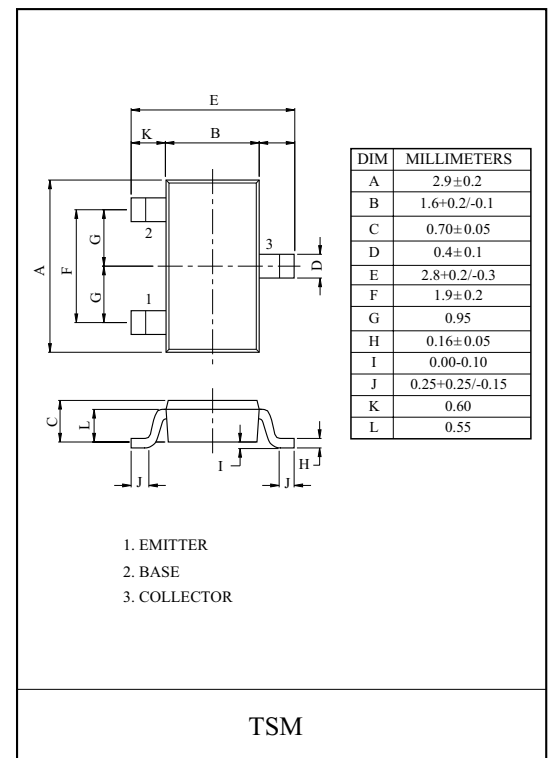 E
K B
A
F
G
G
2
1
3
D
C
L
J
I
H
J
DIM MILLIMETERS
A 2.9±0.2
B 1.6+0.2/-0.1
C 0.70±0.05
D 0.4±0.1
E 2.8+0.2/-0.3
F 1.9±0.2
G 0.95
H 0.16±0.05
I 0.00-0.10
J 0.25+0.25/-0.15
K 0.60
L 0.55
1. EMITTER
2. BASE
3. COLLECTOR
TSM